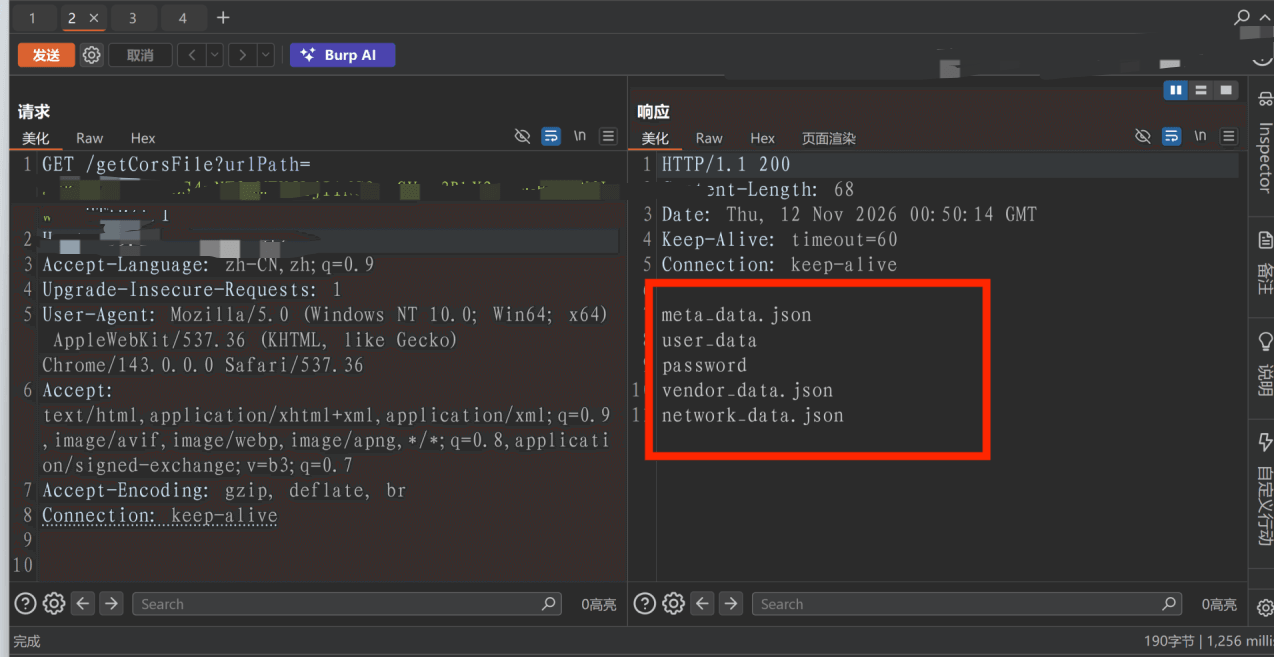 1 2 × 3 4 +
发送 取消 < > Burp AI
请求
美化 Raw Hex \n
1 GET /getCorsFile?urlPath=
1
2
3 Accept-Language: zh-CN,zh;q=0.9
4 Upgrade-Insecure-Requests: 1
5 User-Agent: Mozilla/5.0 (Windows NT 10.0; Win64; x64)
AppleWebKit/537.36 (KHTML, like Gecko)
Chrome/143.0.0.0 Safari/537.36
6 Accept:
text/html,application/xhtml+xml,application/xml;q=0.9
,image/avif,image/webp,image/apng,*/*;q=0.8,applicati
on/signed-exchange;v=b3;q=0.7
7 Accept-Encoding: gzip, deflate, br
8 Connection: keep-alive
9
10
Search 0高亮
响应
美化 Raw Hex 页面渲染 \n
1 HTTP/1.1 200
ent-Length: 68
3 Date: Thu, 12 Nov 2026 00:50:14 GMT
4 Keep-Alive: timeout=60
5 Connection: keep-alive
meta_data.json
user_data
password
vendor_data.json
network_data.json
Search 0高亮
Inspector
备注
说明
自定义行动
完成
190字节 | 1,256 milli